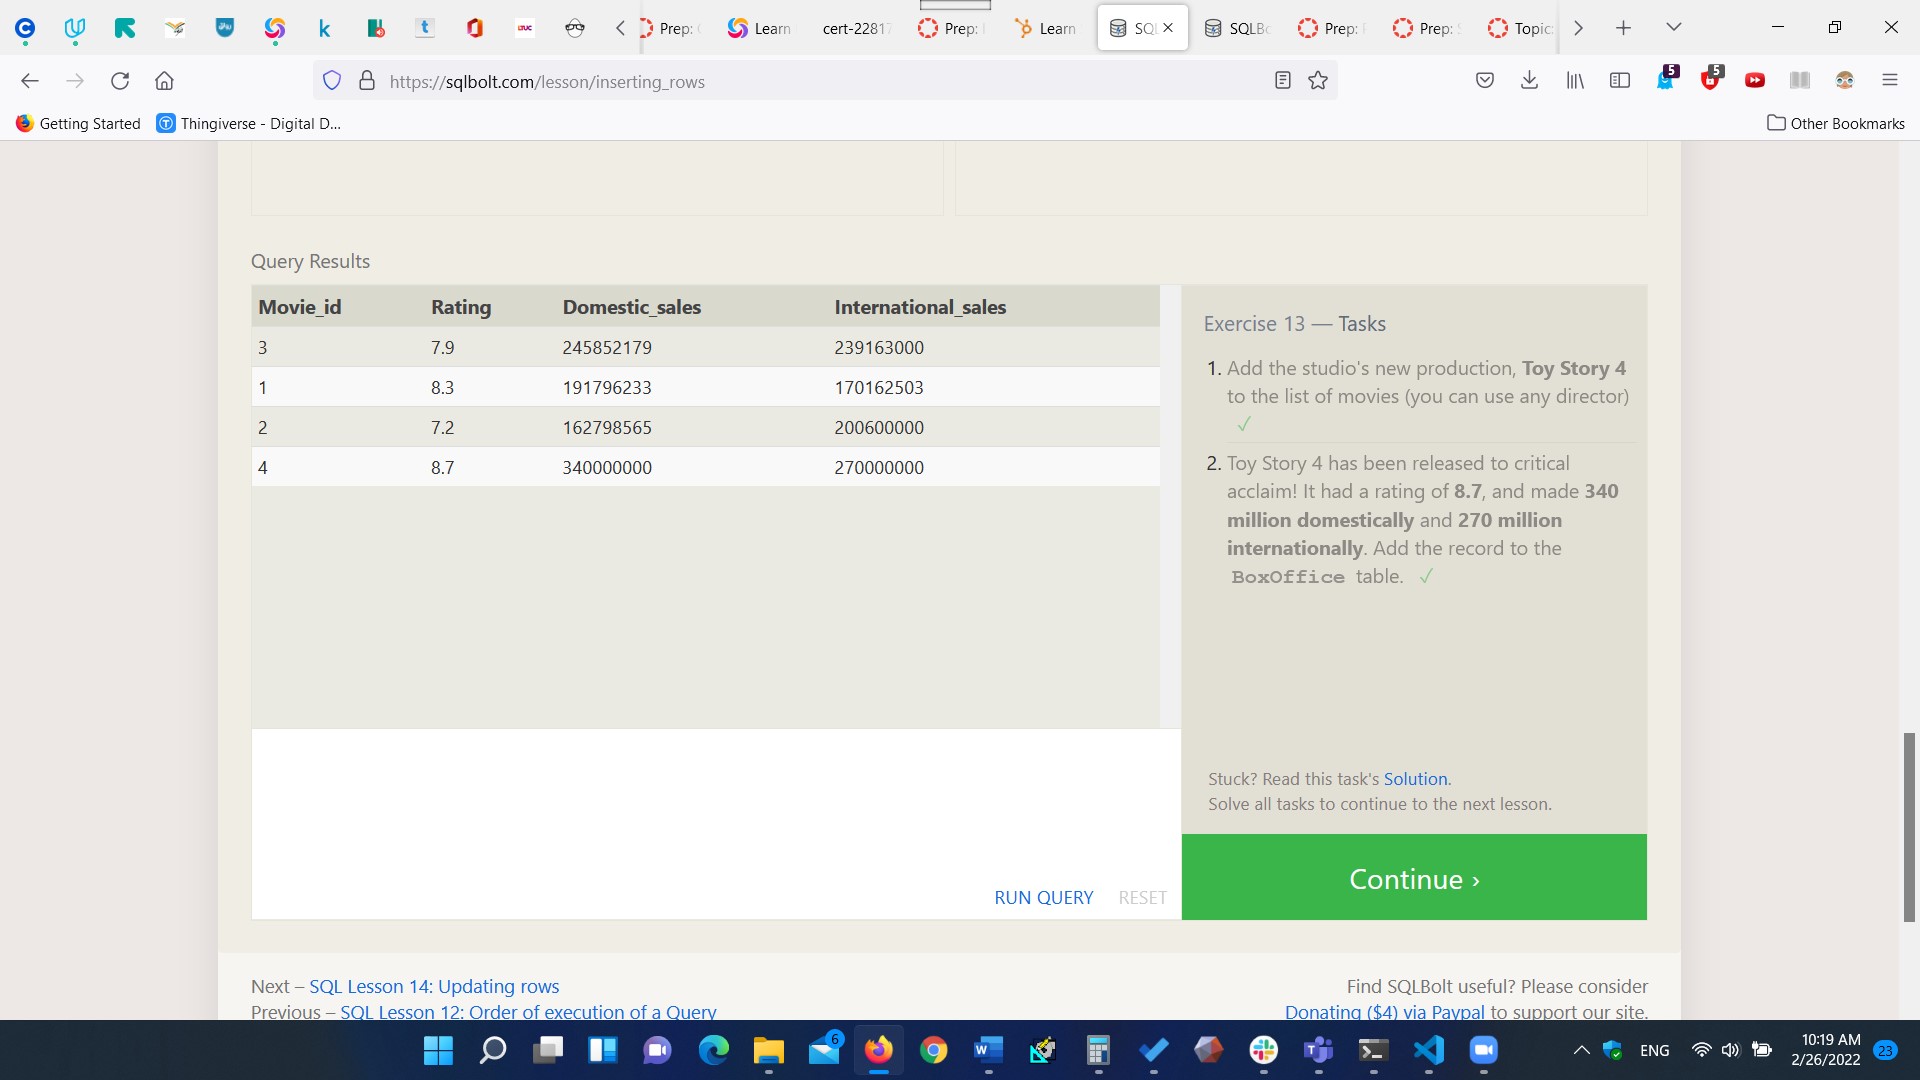 Prep:
Learn
cert-22817
Prep:
Learn
SQL
SQLBo
Prep:
Prep:
Topic:
https://sqlbolt.com/lesson/inserting_rows
5
5
Getting Started
Thingiverse - Digital D...
Other Bookmarks
Query Results
Movie_id Rating Domestic_sales International_sales
3 7.9 245852179 239163000
1 8.3 191796233 170162503
2 7.2 162798565 200600000
4 8.7 340000000 270000000
RUN QUERY RESET
Exercise 13 — Tasks
1. Add the studio's new production, Toy Story 4
to the list of movies (you can use any director)
✓
2. Toy Story 4 has been released to critical
acclaim! It had a rating of 8.7, and made 340
million domestically and 270 million
internationally. Add the record to the
BoxOffice table. ✓
Stuck? Read this task's Solution.
Solve all tasks to continue to the next lesson.
Continue ›
Next – SQL Lesson 14: Updating rows
Previous – SQL Lesson 12: Order of execution of a Query
Find SQLBolt useful? Please consider
Donating ($4) via Paypal to support our site.
6
ENG
10:19 AM
2/26/2022
23